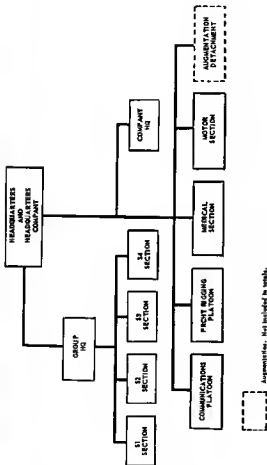 HEADQUARTERS
AND
HEADQUARTERS
COMPANY
GROUP
HQ
COMPANY
HQ
S1
SECTION
S2
SECTION
S3
SECTION
S4
SECTION
COMMUNICATIONS
PLATOON
PRCHT RIGGING
PLATOON
MEDICAL
SECTION
MOTOR
SECTION
AUGMENTATION
DETACHMENT
Augmentation. Not included in totals.